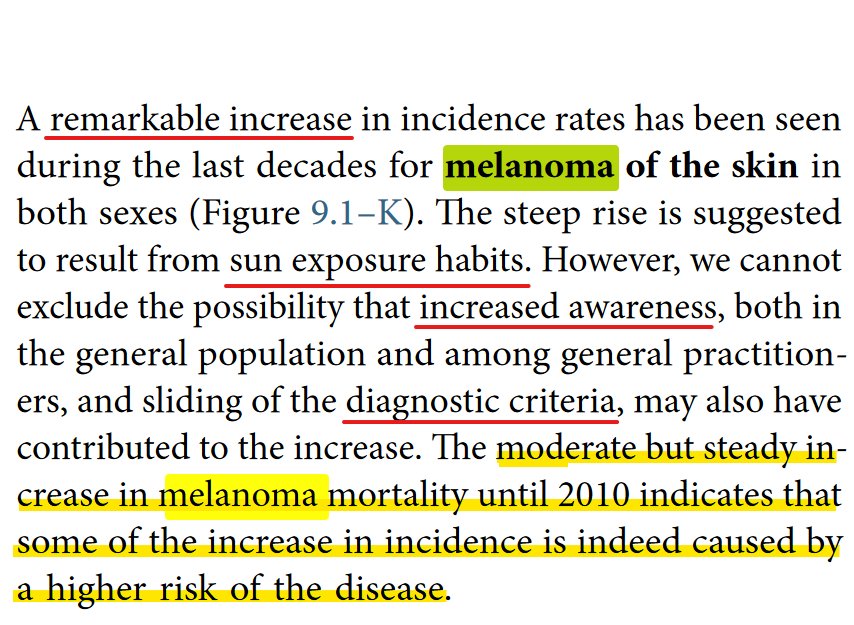 A remarkable increase in incidence rates has been seen
during the last decades for melanoma of the skin in
both sexes (Figure 9.1–K). The steep rise is suggested
to result from sun exposure habits. However, we cannot
exclude the possibility that increased awareness, both in
the general population and among general practition-
ers, and sliding of the diagnostic criteria, may also have
contributed to the increase. The moderate but steady in-
crease in melanoma mortality until 2010 indicates that
some of the increase in incidence is indeed caused by
a higher risk of the disease.